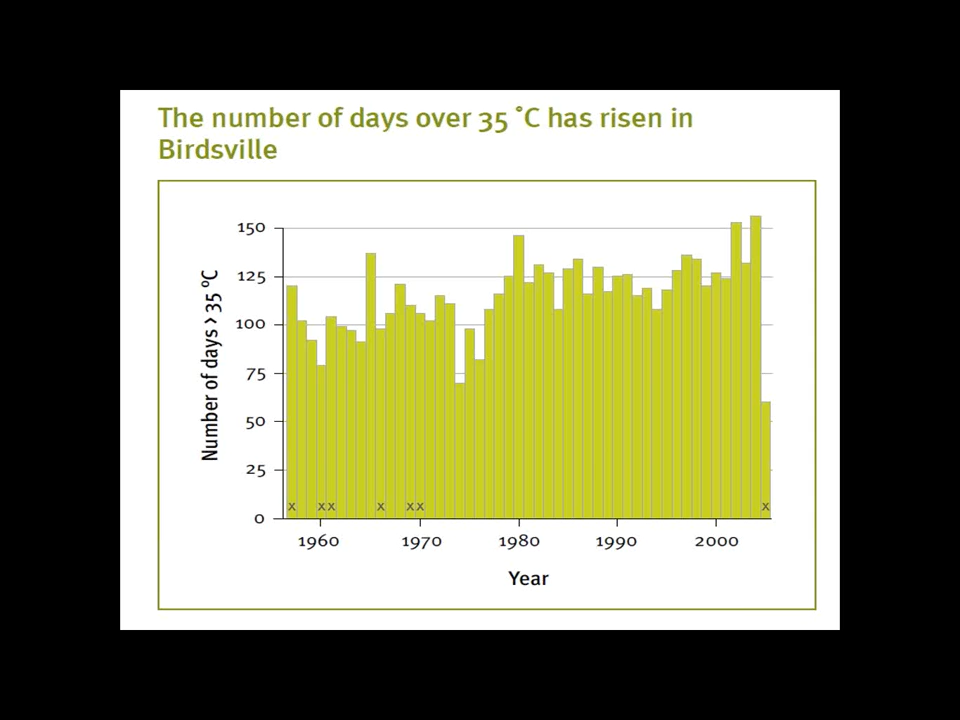 The number of days over 35 °C has risen in
Birdsville
150
125
100
75
50
25
0
Number of days > 35 ºC
x xx x xx x
1960 1970 1980 1990 2000
Year